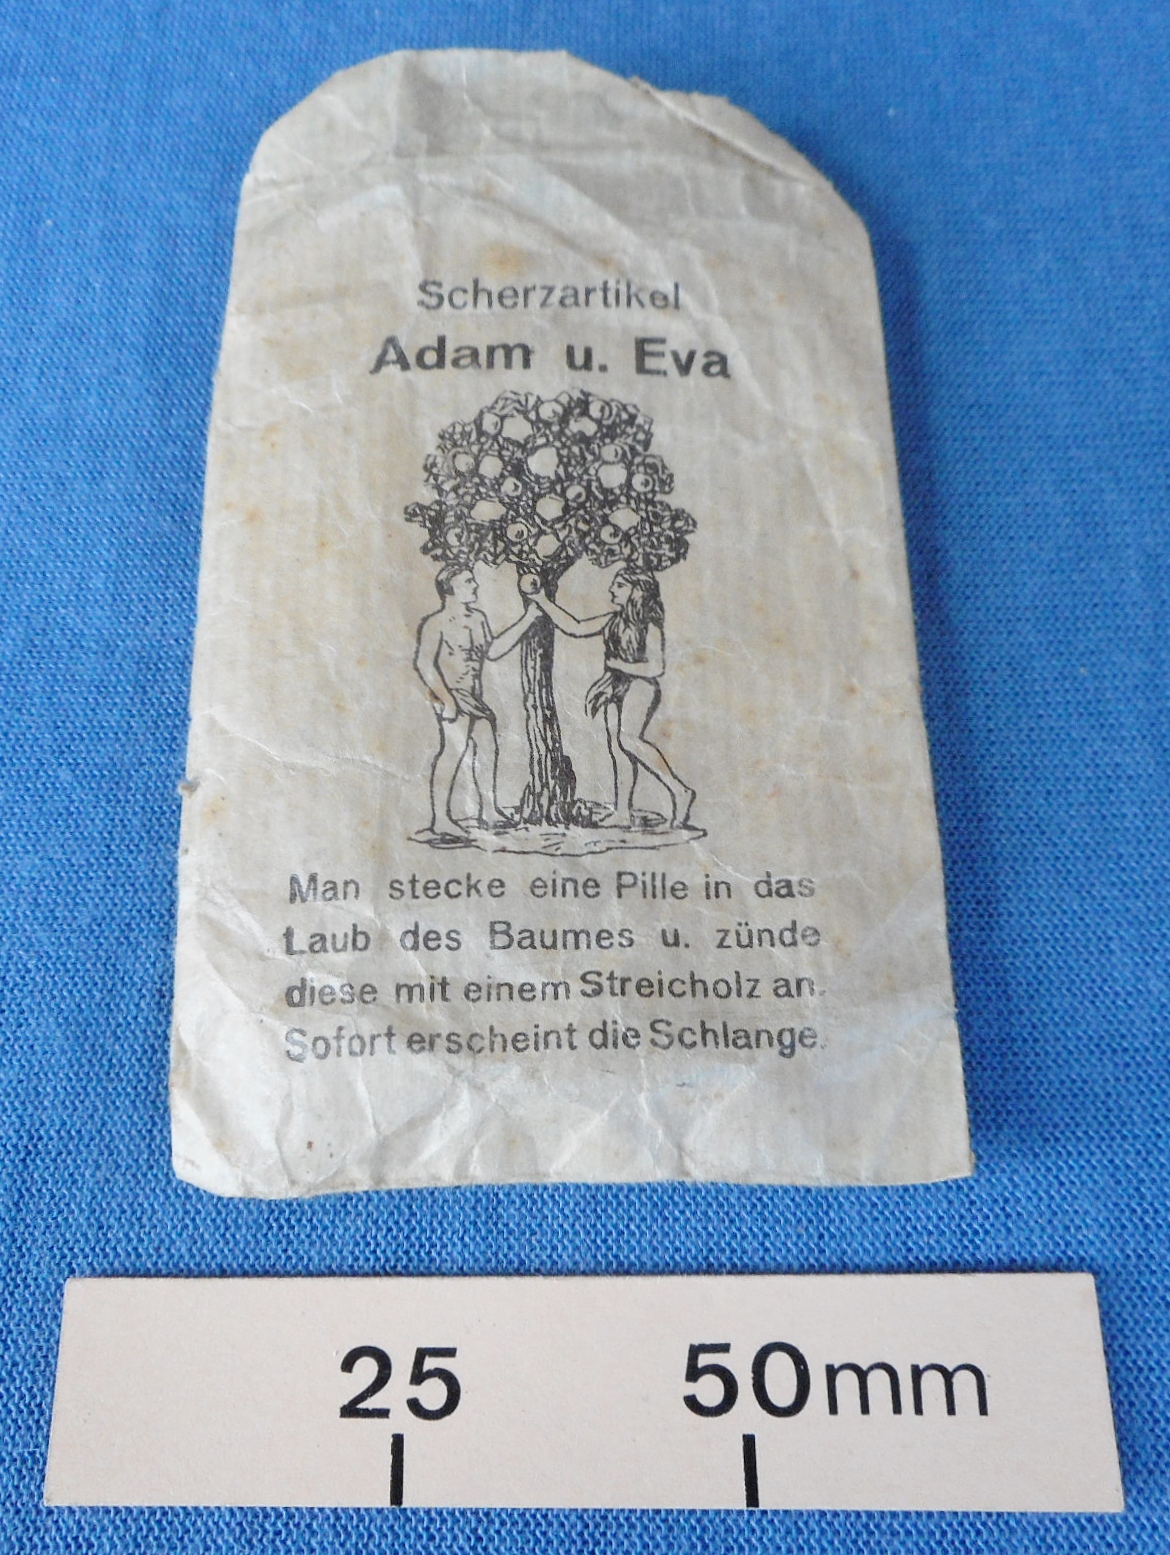 Scherzartikel
Adam u. Eva
Man stecke eine Pille in das
Laub des Baumes u. zünde
diese mit einem Streicholz an.
Sofort erscheint die Schlange.
25 50mm